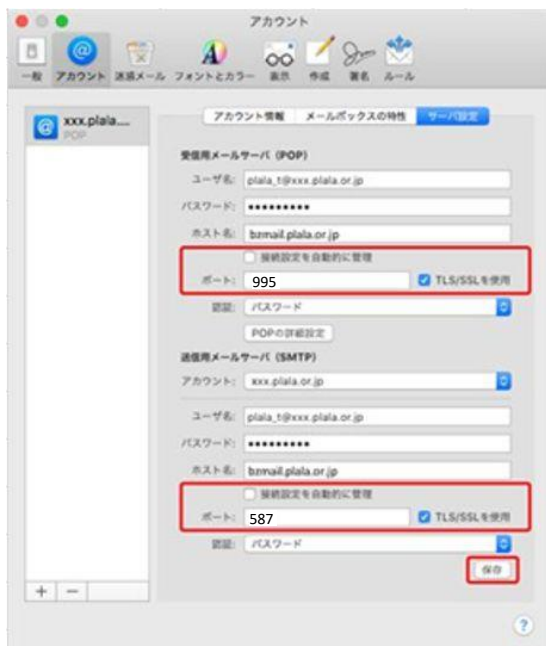 アカウント
一般 アカウント 迷惑メール フォントとカラー 表示 作成 署名 ルール
xxx.plala....
POP
アカウント情報 メールボックスの特性 サーバ設定
受信用メールサーバ (POP)
ユーザ名: plala_t@xxx.plala.or.jp
パスワード: •••••••••
ホスト名: bzmail.plala.or.jp
接続設定を自動的に管理
ポート: 995 TLS/SSLを使用
認証: パスワード
POPの詳細設定
送信用メールサーバ (SMTP)
アカウント: xxx.plala.or.jp
ユーザ名: plala_t@xxx.plala.or.jp
パスワード: •••••••••
ホスト名: bzmail.plala.or.jp
接続設定を自動的に管理
ポート: 587 TLS/SSLを使用
認証: パスワード
保存
+ − ?